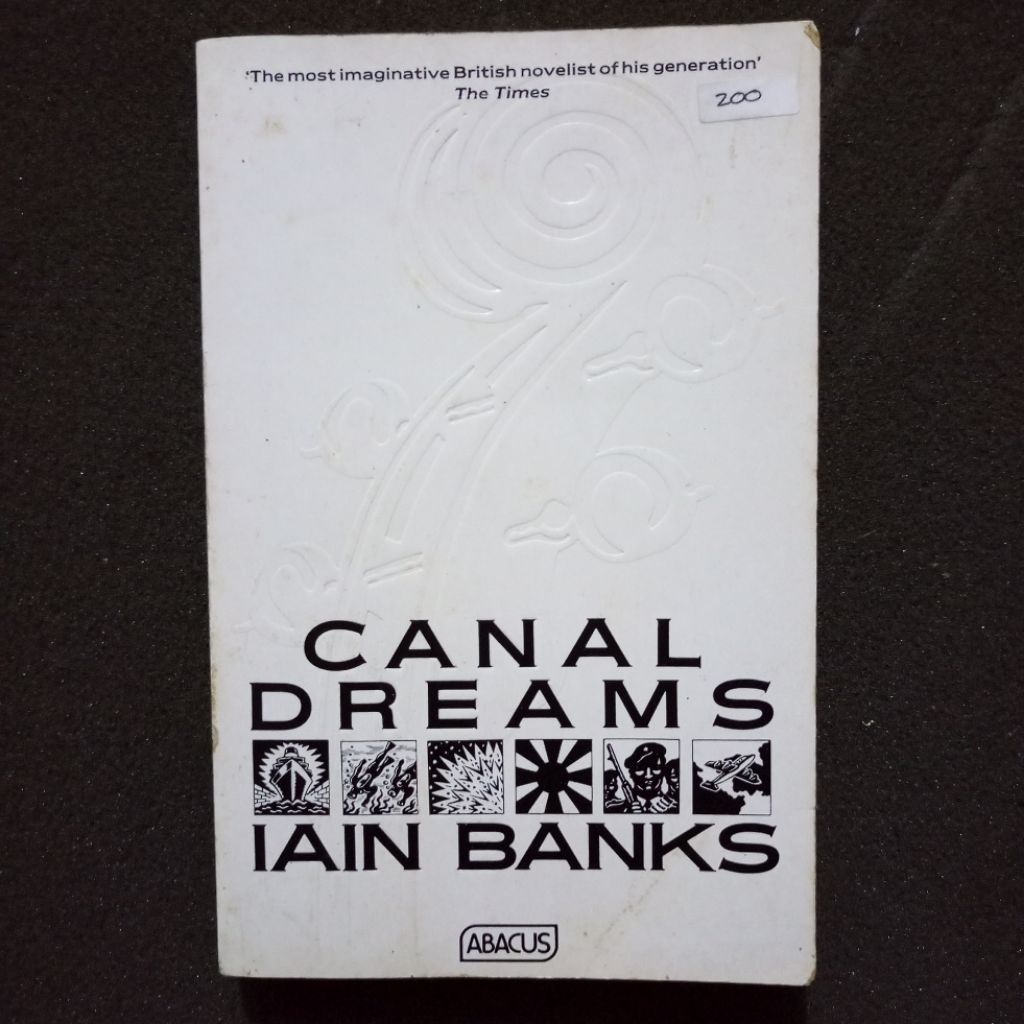 'The most imaginative British novelist of his generation'
The Times
200
CANAL
DREAMS
IAIN BANKS
ABACUS